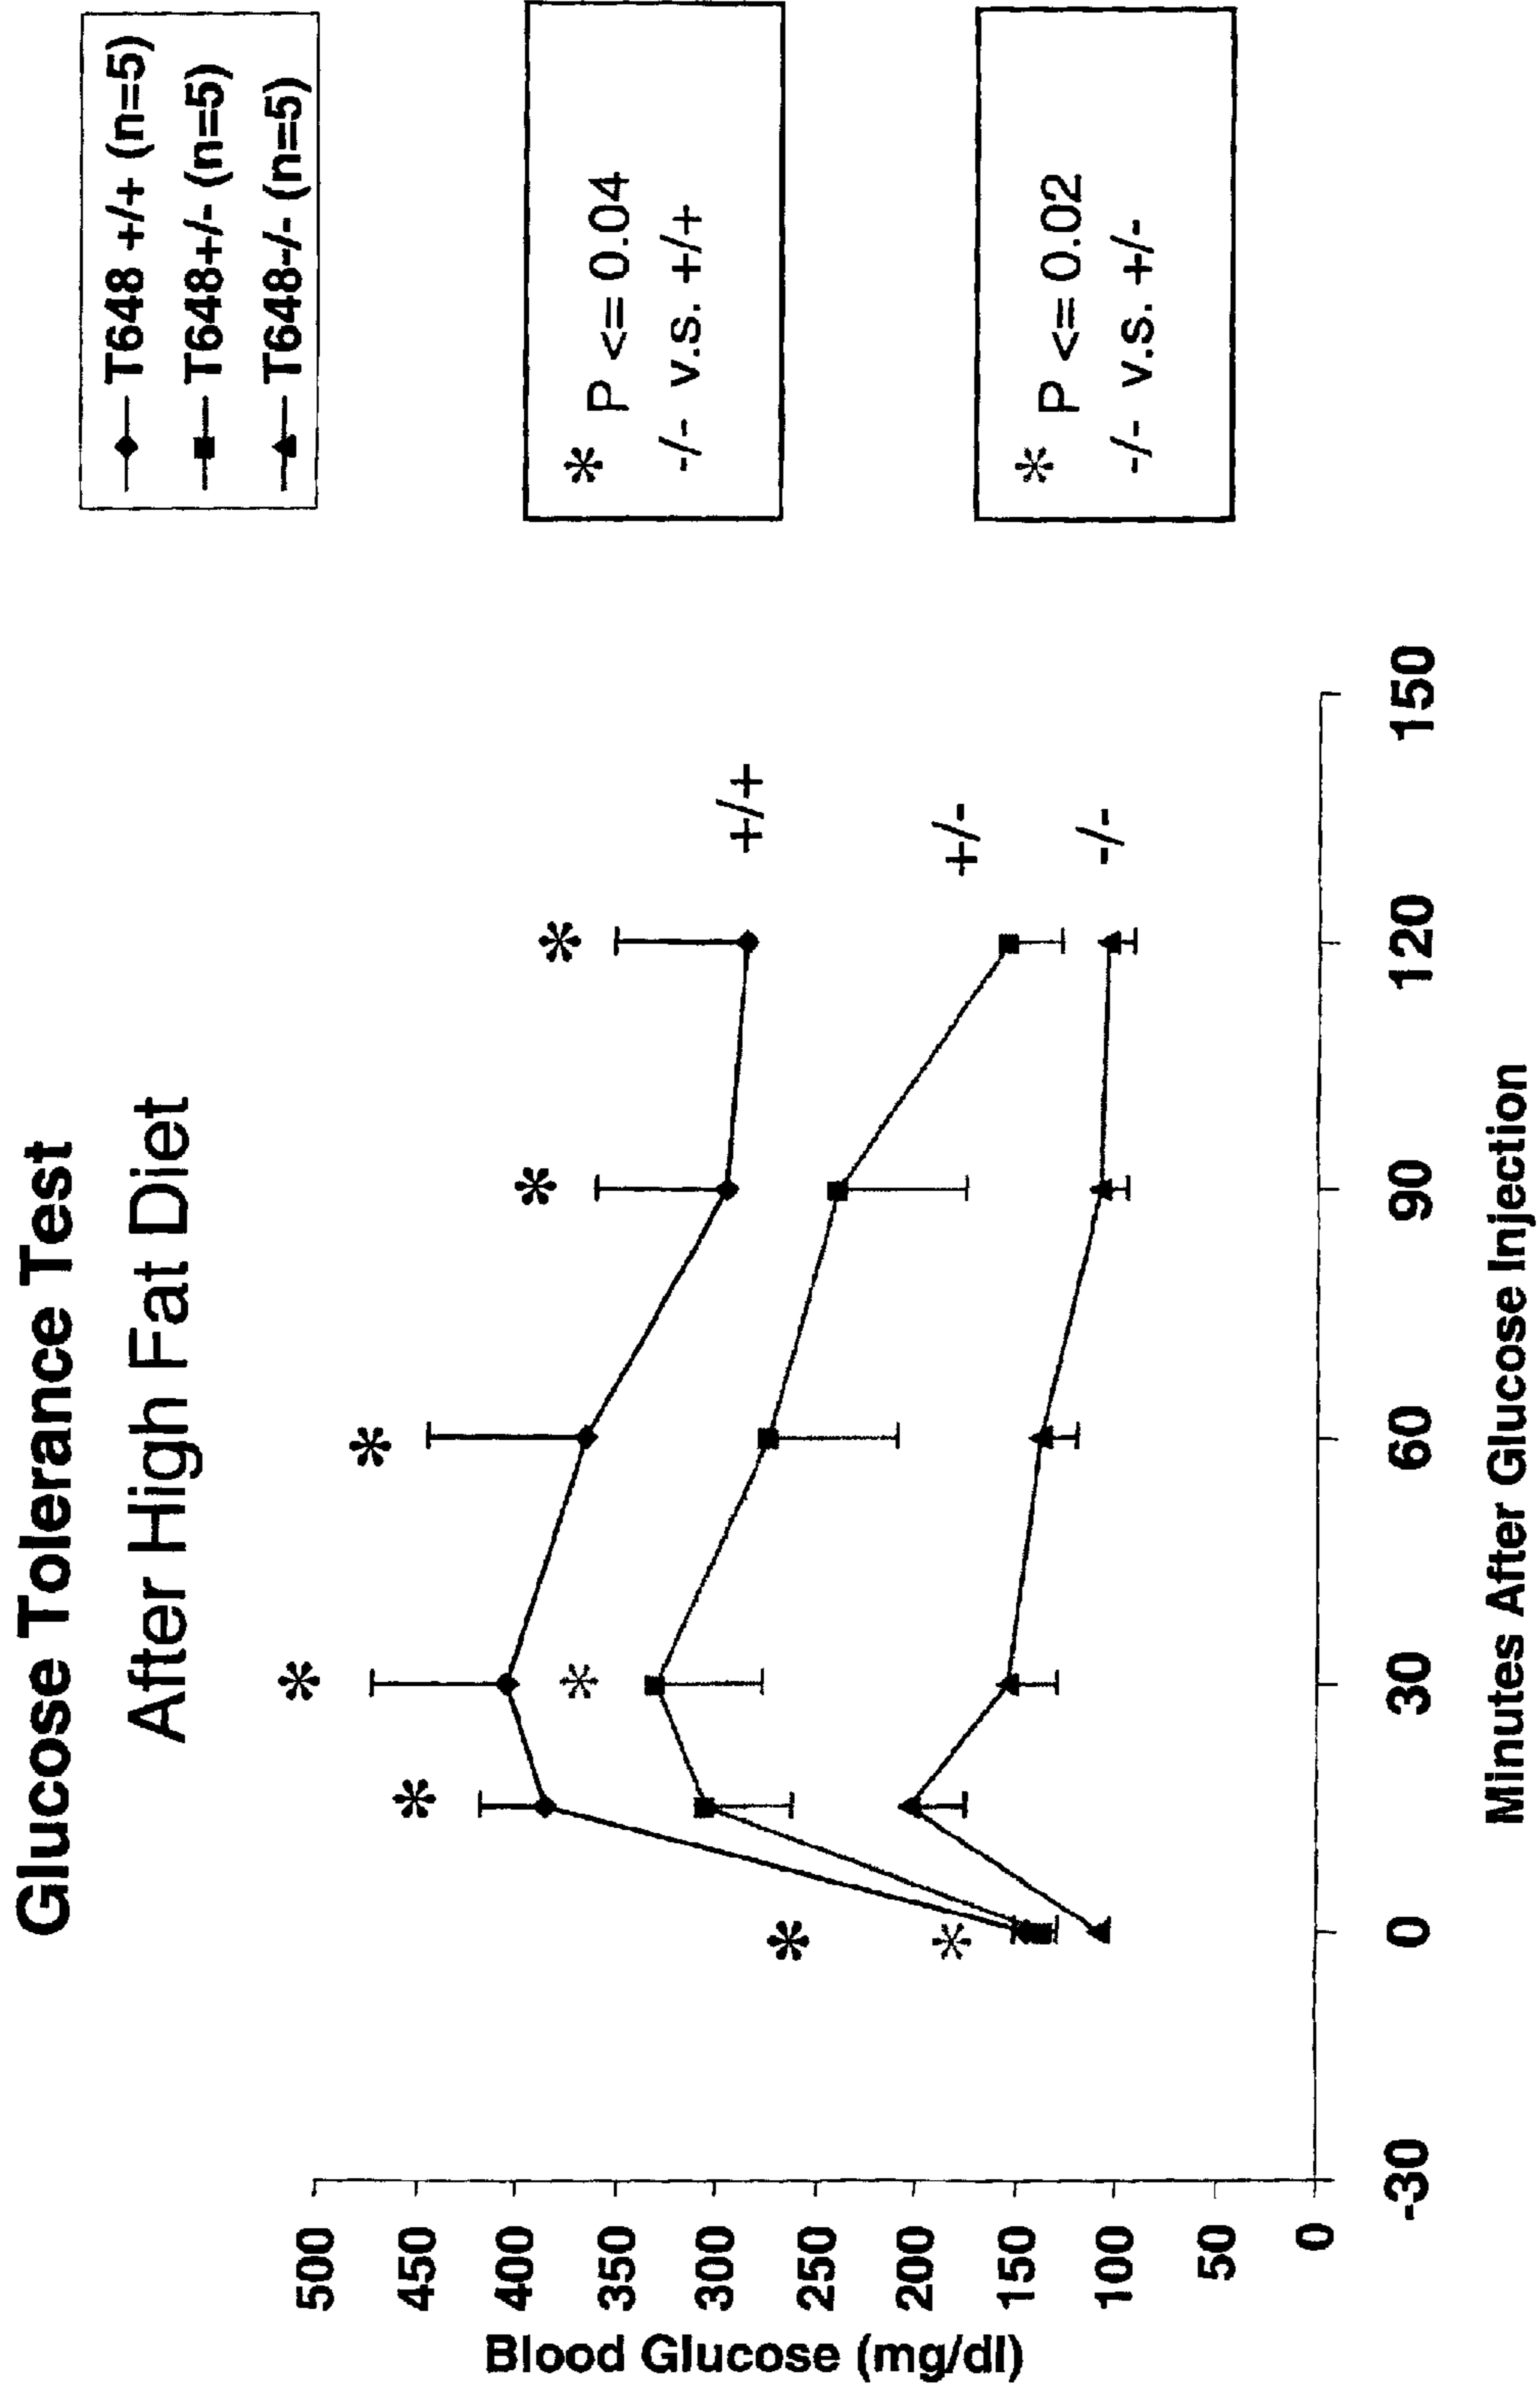 Glucose Tolerance Test
After High Fat Diet
T648 +/+ (n=5)
T648+/- (n=5)
T648-/- (n=5)
* P <= 0.04
-/- v.s. +/+
* P <= 0.02
-/- v.s. +/-
Blood Glucose (mg/dl)
500
450
400
350
300
250
200
150
100
50
0
*
*
*
*
*
*
*
*
+/+
+/-
-/-
-30
0
30
60
90
120
150
Minutes After Glucose Injection